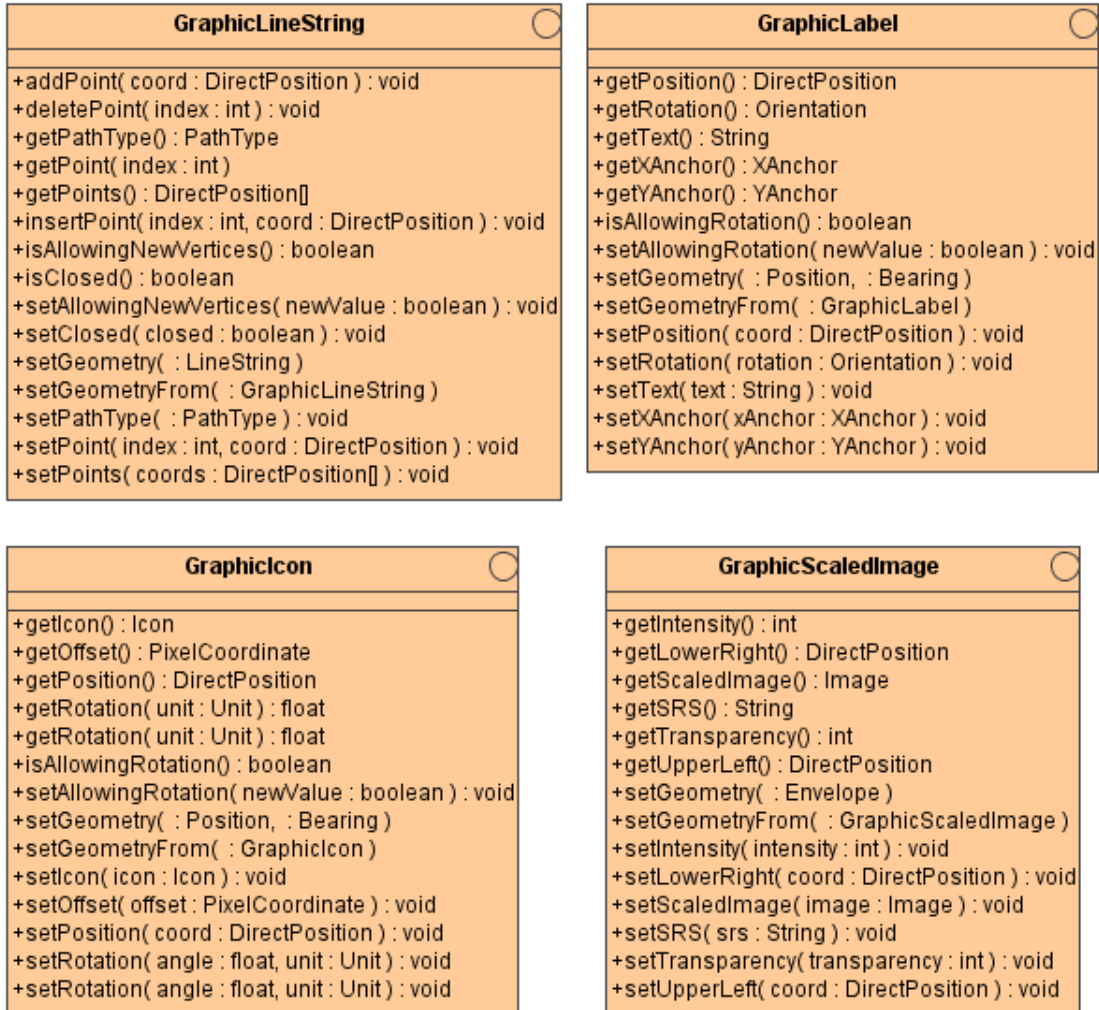 GraphicLineString
+addPoint( coord : DirectPosition ) : void
+deletePoint( index : int ) : void
+getPathType() : PathType
+getPoint( index : int )
+getPoints() : DirectPosition[]
+insertPoint( index : int, coord : DirectPosition ) : void
+isAllowingNewVertices() : boolean
+isClosed() : boolean
+setAllowingNewVertices( newValue : boolean ) : void
+setClosed( closed : boolean ) : void
+setGeometry(  : LineString )
+setGeometryFrom(  : GraphicLineString )
+setPathType(  : PathType ) : void
+setPoint( index : int, coord : DirectPosition ) : void
+setPoints( coords : DirectPosition[] ) : void
GraphicLabel
+getPosition() : DirectPosition
+getRotation() : Orientation
+getText() : String
+getXAnchor() : XAnchor
+getYAnchor() : YAnchor
+isAllowingRotation() : boolean
+setAllowingRotation( newValue : boolean ) : void
+setGeometry(  : Position,  : Bearing )
+setGeometryFrom(  : GraphicLabel )
+setPosition( coord : DirectPosition ) : void
+setRotation( rotation : Orientation ) : void
+setText( text : String ) : void
+setXAnchor( xAnchor : XAnchor ) : void
+setYAnchor( yAnchor : YAnchor ) : void
GraphicIcon
+getIcon() : Icon
+getOffset() : PixelCoordinate
+getPosition() : DirectPosition
+getRotation( unit : Unit ) : float
+getRotation( unit : Unit ) : float
+isAllowingRotation() : boolean
+setAllowingRotation( newValue : boolean ) : void
+setGeometry(  : Position,  : Bearing )
+setGeometryFrom(  : GraphicIcon )
+setIcon( icon : Icon ) : void
+setOffset( offset : PixelCoordinate ) : void
+setPosition( coord : DirectPosition ) : void
+setRotation( angle : float, unit : Unit ) : void
+setRotation( angle : float, unit : Unit ) : void
GraphicScaledImage
+getIntensity() : int
+getLowerRight() : DirectPosition
+getScaledImage() : Image
+getSRS() : String
+getTransparency() : int
+getUpperLeft() : DirectPosition
+setGeometry(  : Envelope )
+setGeometryFrom(  : GraphicScaledImage )
+setIntensity( intensity : int ) : void
+setLowerRight( coord : DirectPosition ) : void
+setScaledImage( image : Image ) : void
+setSRS( srs : String ) : void
+setTransparency( transparency : int ) : void
+setUpperLeft( coord : DirectPosition ) : void